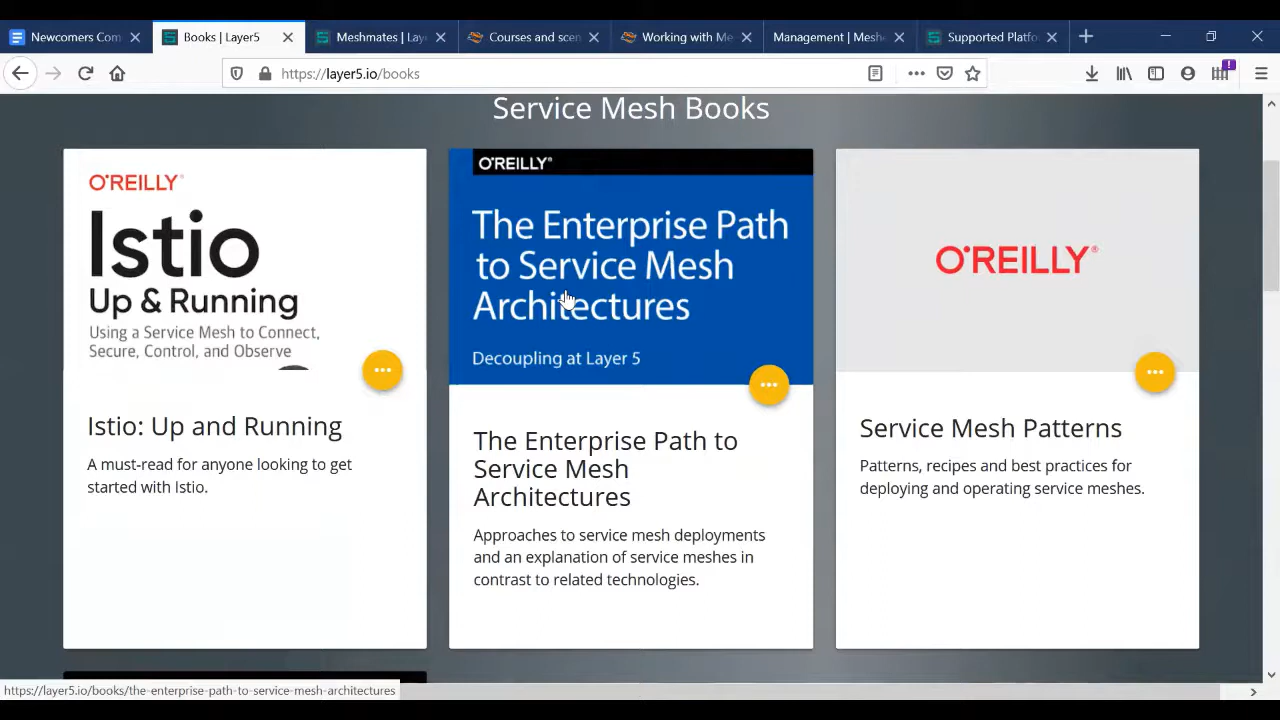 Newcomers Com
Books | Layer5
Meshmates | Lay
Courses and scen
Working with Me
Management | Mesh
Supported Platfo
https://layer5.io/books
Service Mesh Books
O'REILLY®
Istio
Up & Running
Using a Service Mesh to Connect,
Secure, Control, and Observe
Istio: Up and Running
A must-read for anyone looking to get
started with Istio.
O'REILLY®
The Enterprise Path
to Service Mesh
Architectures
Decoupling at Layer 5
The Enterprise Path to
Service Mesh
Architectures
Approaches to service mesh deployments
and an explanation of service meshes in
contrast to related technologies.
O'REILLY®
Service Mesh Patterns
Patterns, recipes and best practices for
deploying and operating service meshes.
https://layer5.io/books/the-enterprise-path-to-service-mesh-architectures